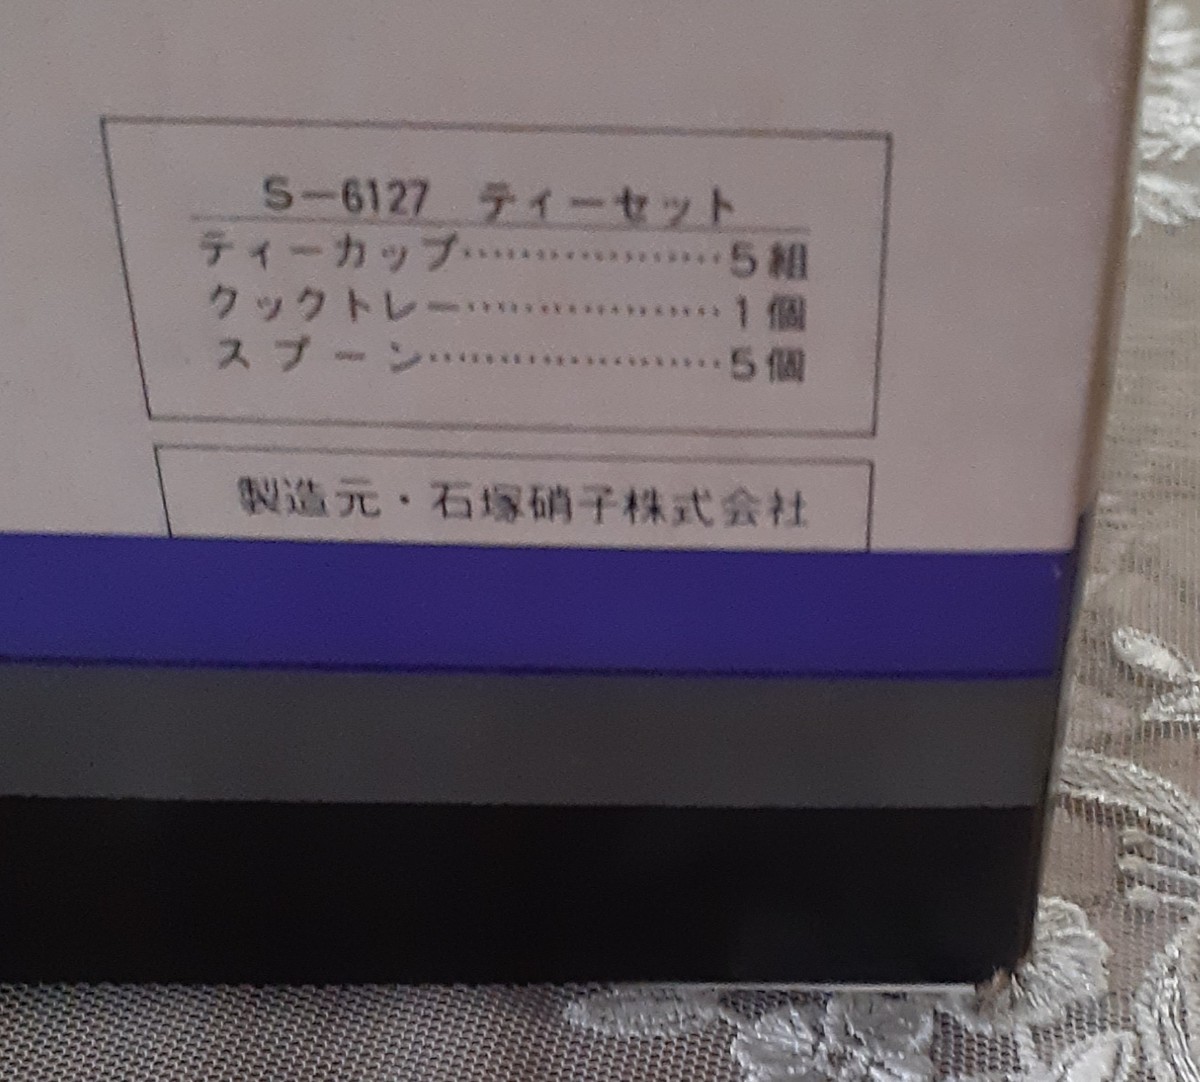 S-6127 ティーセット
ティーカップ…………………5組
クックトレー…………………1個
スプーン…………………5個
製造元・石塚硝子株式会社